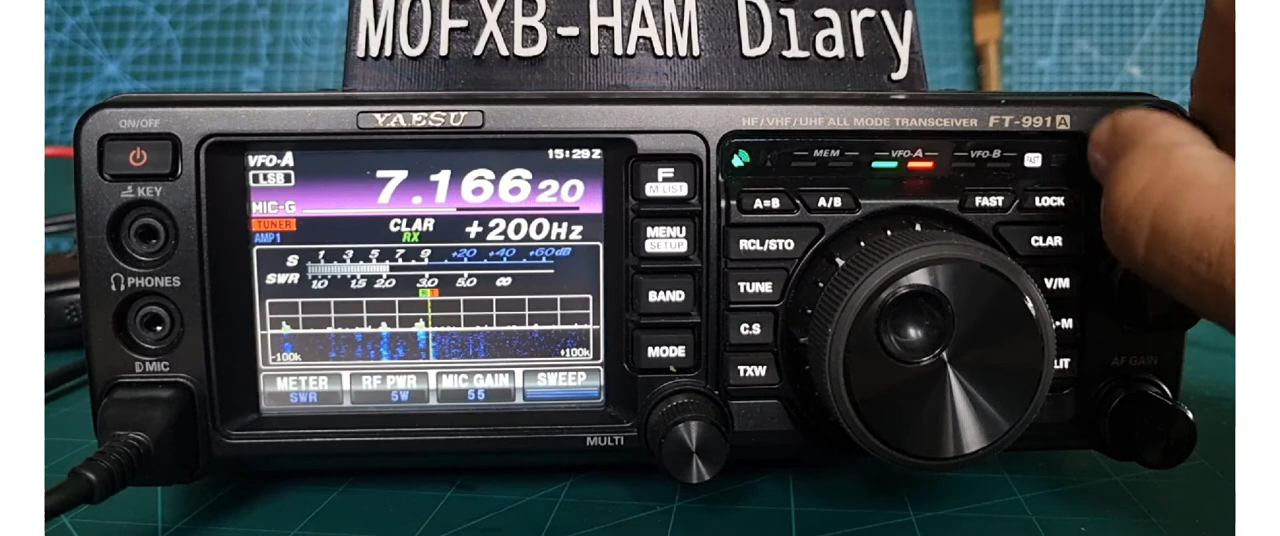 M0FXB-HAM Diary
ON/OFF
YAESU
HF/VHF/UHF ALL MODE TRANSCEIVER FT-991A
KEY
PHONES
MIC
VFO-A
15:29Z
LSB
7.166 20
MIC-G
TUNER
AMP1
CLAR
RX
+200Hz
S 1 3 5 7 9 +20 +40 +60dB
SWR 1.0 1.5 2.0 3.0 5.0 ∞
-100k
+100k
METER
SWR
RF PWR
5W
MIC GAIN
55
SWEEP
F
M LIST
MENU
SETUP
BAND
MODE
MULTI
MEM
VFO-A
VFO-B
FAST
A=B
A/B
FAST
LOCK
RCL/STO
CLAR
TUNE
V/M
C.S
TXW
AF GAIN